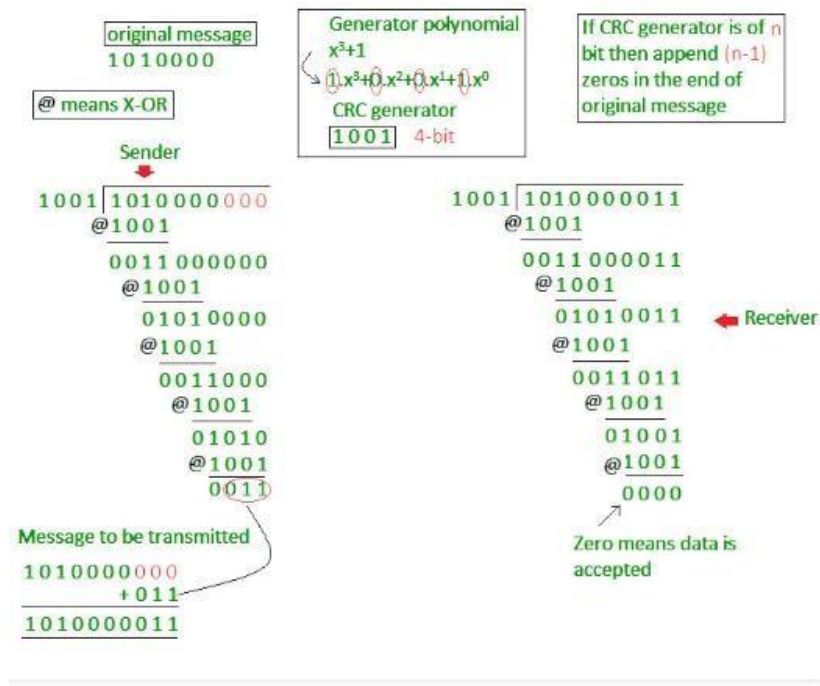 original message
1010000
@ means X-OR
Generator polynomial
x³+1
1.x³+0.x²+0.x¹+1.x⁰
CRC generator
1001 4-bit
If CRC generator is of n
bit then append (n-1)
zeros in the end of
original message
Sender
1001 1010000000
@1001
0011000000
@1001
01010000
@1001
0011000
@1001
01010
@1001
0011
Message to be transmitted
1010000000
+011
1010000011
1001 1010000011
@1001
0011000011
@1001
01010011
@1001
0011011
@1001
01001
@1001
0000
Receiver
Zero means data is
accepted